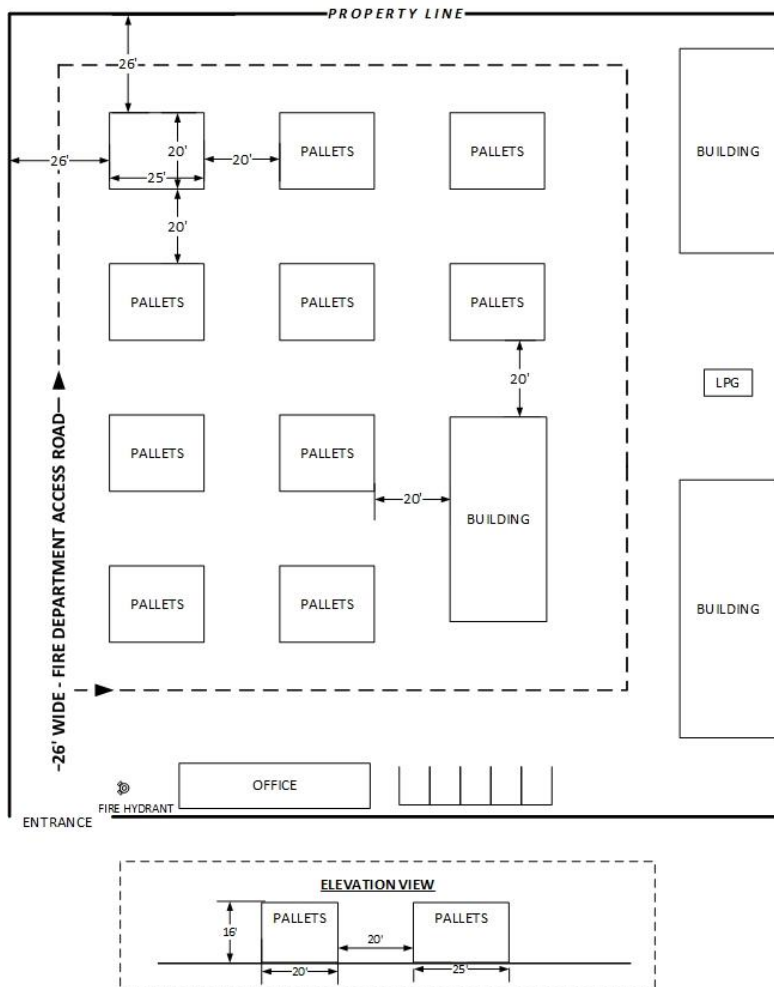 PROPERTY LINE
26'
26'
20'
25'
20'
PALLETS
PALLETS
BUILDING
20'
PALLETS
PALLETS
PALLETS
20'
LPG
26' WIDE - FIRE DEPARTMENT ACCESS ROAD
PALLETS
PALLETS
20'
BUILDING
PALLETS
PALLETS
BUILDING
OFFICE
FIRE HYDRANT
ENTRANCE
ELEVATION VIEW
PALLETS
PALLETS
16'
20'
20'
25'